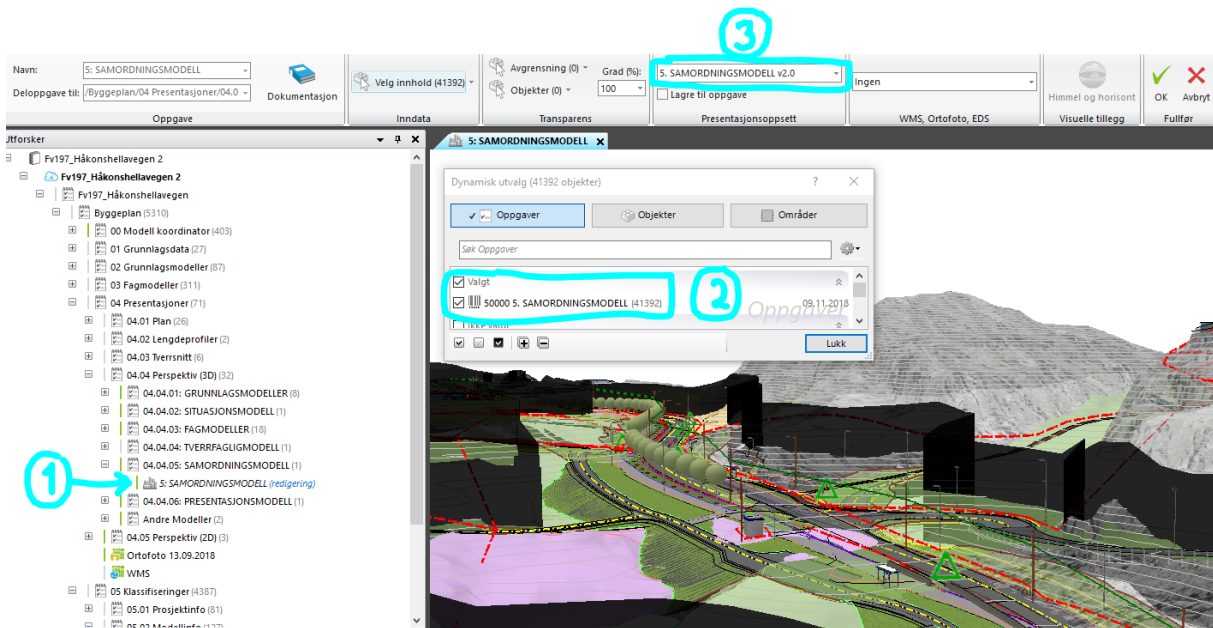 3
Navn:
5: SAMORDNINGSMODELL
Deloppgave til:
/Byggeplan/04 Presentasjoner/04.0
Dokumentasjon
Oppgave
Velg innhold (41392)
Inndata
Avgrensning (0)
Objekter (0)
Grad (%):
100
Transparens
5. SAMORDNINGSMODELL v2.0
Lagre til oppgave
Presentasjonsoppsett
Ingen
WMS, Ortofoto, EDS
Himmel og horisont
Visuelle tillegg
OK
Avbryt
Fullfør
Utforsker
Fv197_Håkonshellavegen 2
Fv197_Håkonshellavegen 2
Fv197_Håkonshellavegen
Byggeplan (5310)
00 Modell koordinator (403)
01 Grunnlagsdata (27)
02 Grunnlagsmodeller (87)
03 Fagmodeller (311)
04 Presentasjoner (71)
04.01 Plan (26)
04.02 Lengdeprofiler (2)
04.03 Tverrsnitt (6)
04.04 Perspektiv (3D) (32)
04.04.01: GRUNNLAGSMODELLER (8)
04.04.02: SITUASJONSMODELL (1)
04.04.03: FAGMODELLER (18)
04.04.04: TVERRFAGLIGMODELL (1)
04.04.05: SAMORDNINGSMODELL (1)
1
5: SAMORDNINGSMODELL (redigering)
04.04.06: PRESENTASJONSMODELL (1)
Andre Modeller (2)
04.05 Perspektiv (2D) (3)
Ortofoto 13.09.2018
WMS
05 Klassifiseringer (4387)
05.01 Prosjektinfo (81)
05.02 Modellinfo (127)
5: SAMORDNINGSMODELL
Dynamisk utvalg (41392 objekter)
Oppgaver
Objekter
Områder
Søk Oppgaver
Valgt
50000 5. SAMORDNINGSMODELL (41392)
2
09.11.2018
Oppgaver
Ikke valgt
Lukk